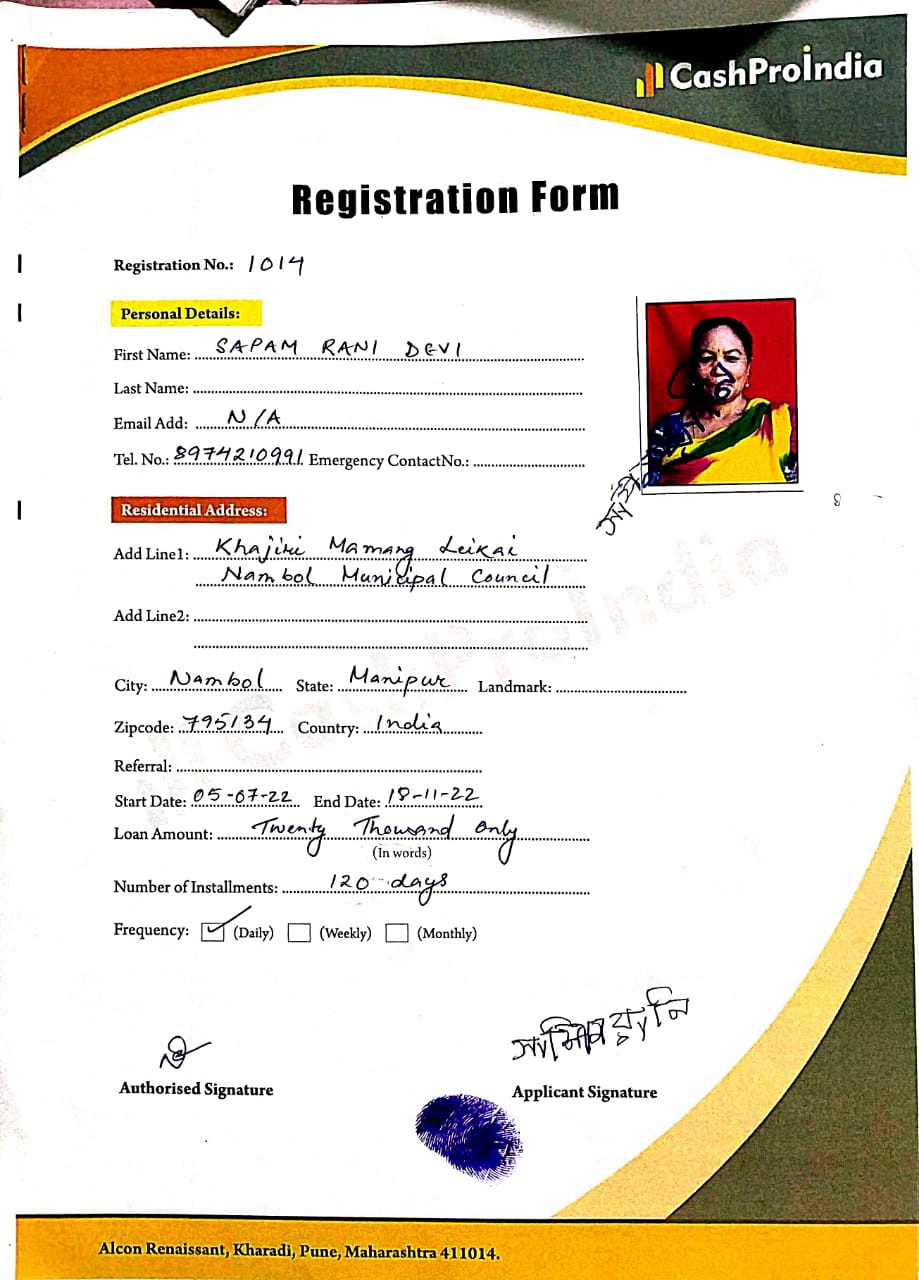 CashProIndia
Registration Form
Registration No.: 1014
Personal Details:
First Name: SAPAM RANI DEVI
Last Name:
Email Add: N/A
Tel. No.: 8974210991 Emergency ContactNo.:
Residential Address:
Add Line1: Khajiri Mamang Leikai
Nambol Municipal Council
Add Line2:
City: Nambol State: Manipur Landmark:
Zipcode: 795134 Country: India
Referral:
Start Date: 05-07-22 End Date: 18-11-22
Loan Amount: Twenty Thousand Only
(In words)
Number of Installments: 120 days
Frequency: (Daily) (Weekly) (Monthly)
Authorised Signature
Applicant Signature
Alcon Renaissant, Kharadi, Pune, Maharashtra 411014.